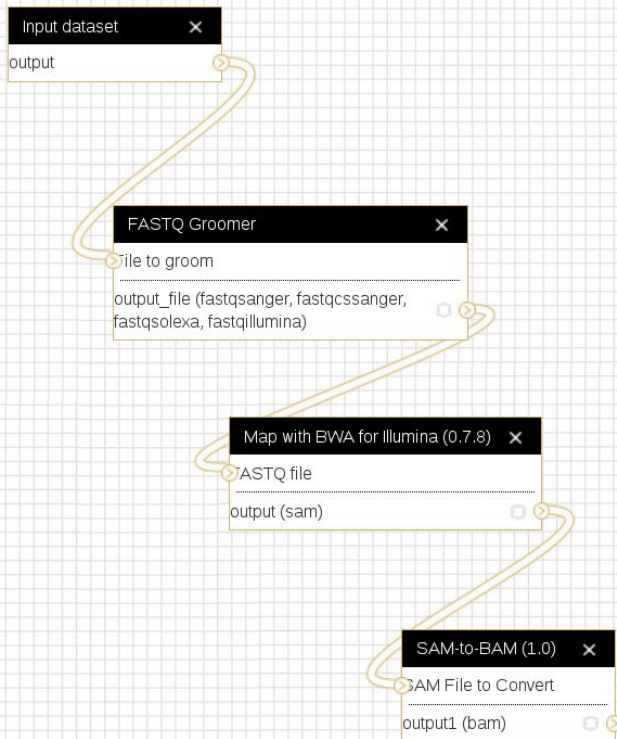 Input dataset
output
FASTQ Groomer
File to groom
output_file (fastqsanger, fastqcssanger,
fastqsolexa, fastqillumina)
Map with BWA for Illumina (0.7.8)
FASTQ file
output (sam)
SAM-to-BAM (1.0)
SAM File to Convert
output1 (bam)